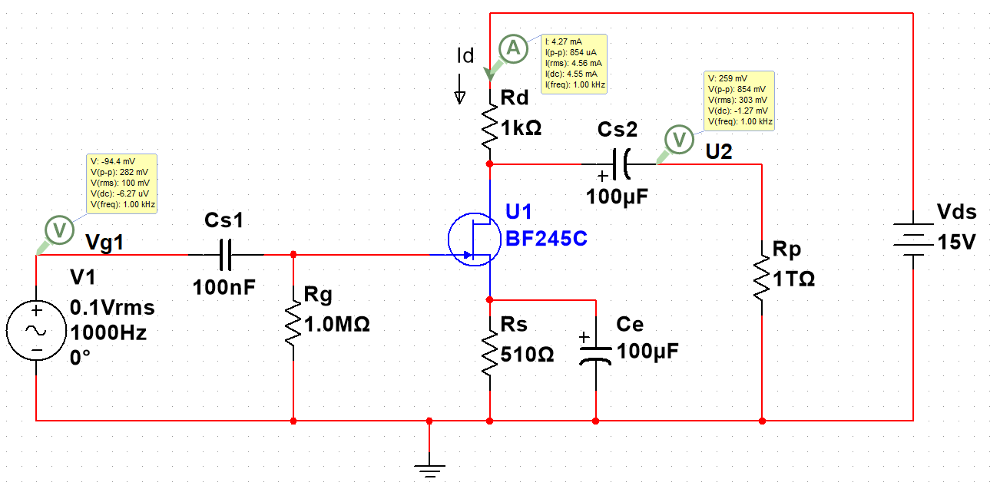 I: 4.27 mA
I(p-p): 854 uA
I(rms): 4.56 mA
I(dc): 4.55 mA
I(freq): 1.00 kHz
A
Id
Rd
1kΩ
V: 259 mV
V(p-p): 854 mV
V(rms): 303 mV
V(dc): -1.27 mV
V(freq): 1.00 kHz
V
Cs2
U2
+
100µF
V: -94.4 mV
V(p-p): 282 mV
V(rms): 100 mV
V(dc): -6.27 uV
V(freq): 1.00 kHz
V
Vg1
Cs1
100nF
U1
BF245C
Vds
15V
Rp
1TΩ
V1
0.1Vrms
1000Hz
0°
+
−
Rg
1.0MΩ
Rs
510Ω
Ce
+
100µF